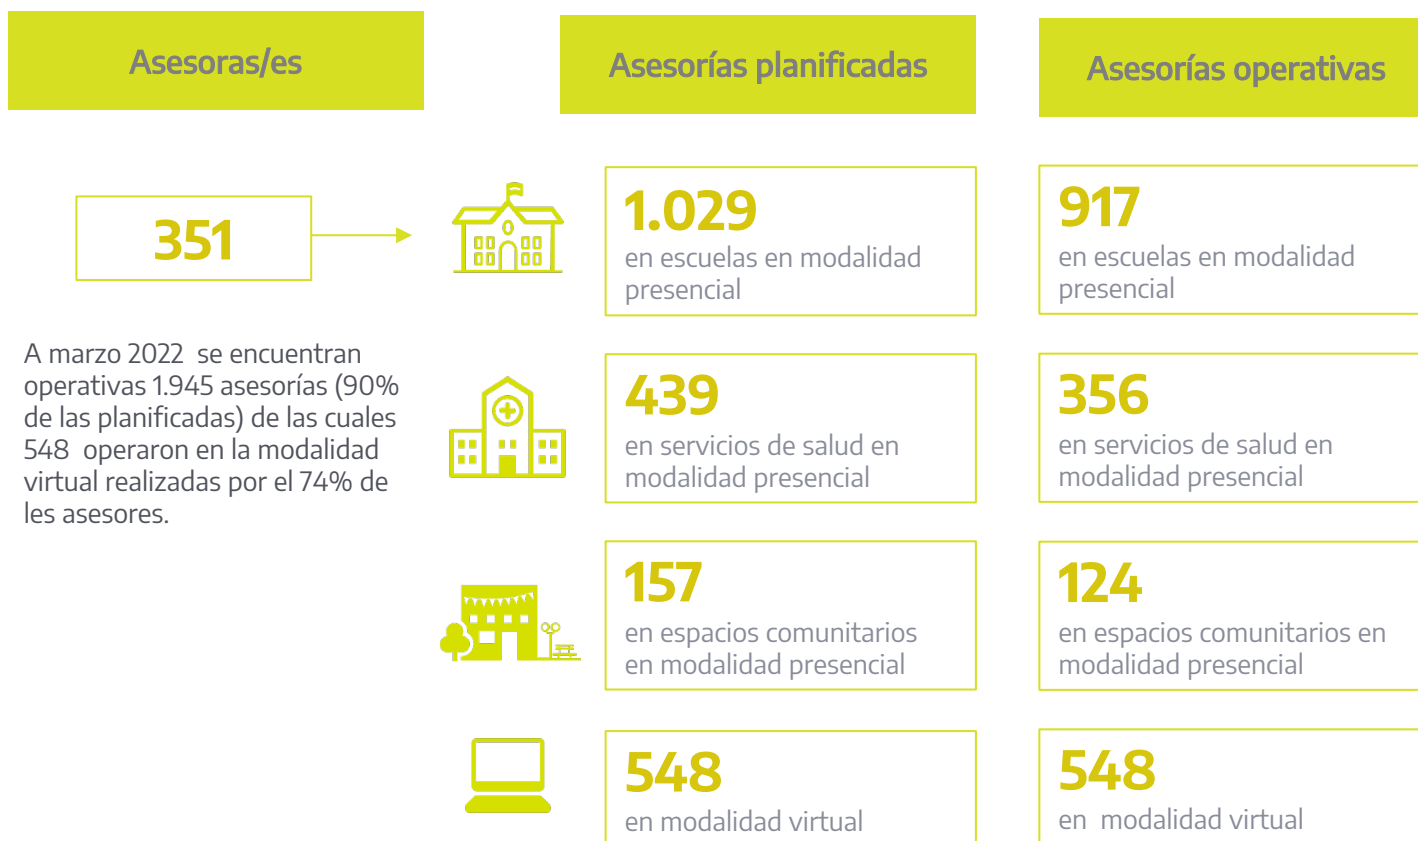 Asesoras/es
Asesorías planificadas
Asesorías operativas
351
A marzo 2022  se encuentran
operativas 1.945 asesorías (90%
de las planificadas) de las cuales
548  operaron en la modalidad
virtual realizadas por el 74% de
les asesores.
1.029
en escuelas en modalidad
presencial
917
en escuelas en modalidad
presencial
439
en servicios de salud en
modalidad presencial
356
en servicios de salud en
modalidad presencial
157
en espacios comunitarios
en modalidad presencial
124
en espacios comunitarios en
modalidad presencial
548
en modalidad virtual
548
en  modalidad virtual